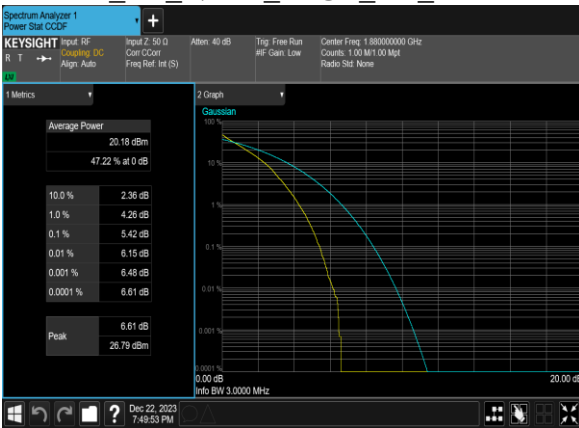 Spectrum Analyzer 1
Power Stat CCDF
KEYSIGHT Input: RF Input Z: 50 Ω Atten: 40 dB Trig: Free Run Center Freq: 1.880000000 GHz
R T Coupling: DC Corr CCorr #IF Gain: Low Counts: 1.00 M/1.00 Mpt
Align: Auto Freq Ref: Int (S) Radio Std: None
1 Metrics
2 Graph
Average Power
20.18 dBm
47.22 % at 0 dB
10.0 % 2.36 dB
1.0 % 4.26 dB
0.1 % 5.42 dB
0.01 % 6.15 dB
0.001 % 6.48 dB
0.0001 % 6.61 dB
Peak 6.61 dB
26.79 dBm
Gaussian
100 %
10 %
1 %
0.1 %
0.01 %
0.001 %
0.0001 %
0.00 dB 20.00 dB
Info BW 3.0000 MHz
? Dec 22, 2023
7:49:53 PM